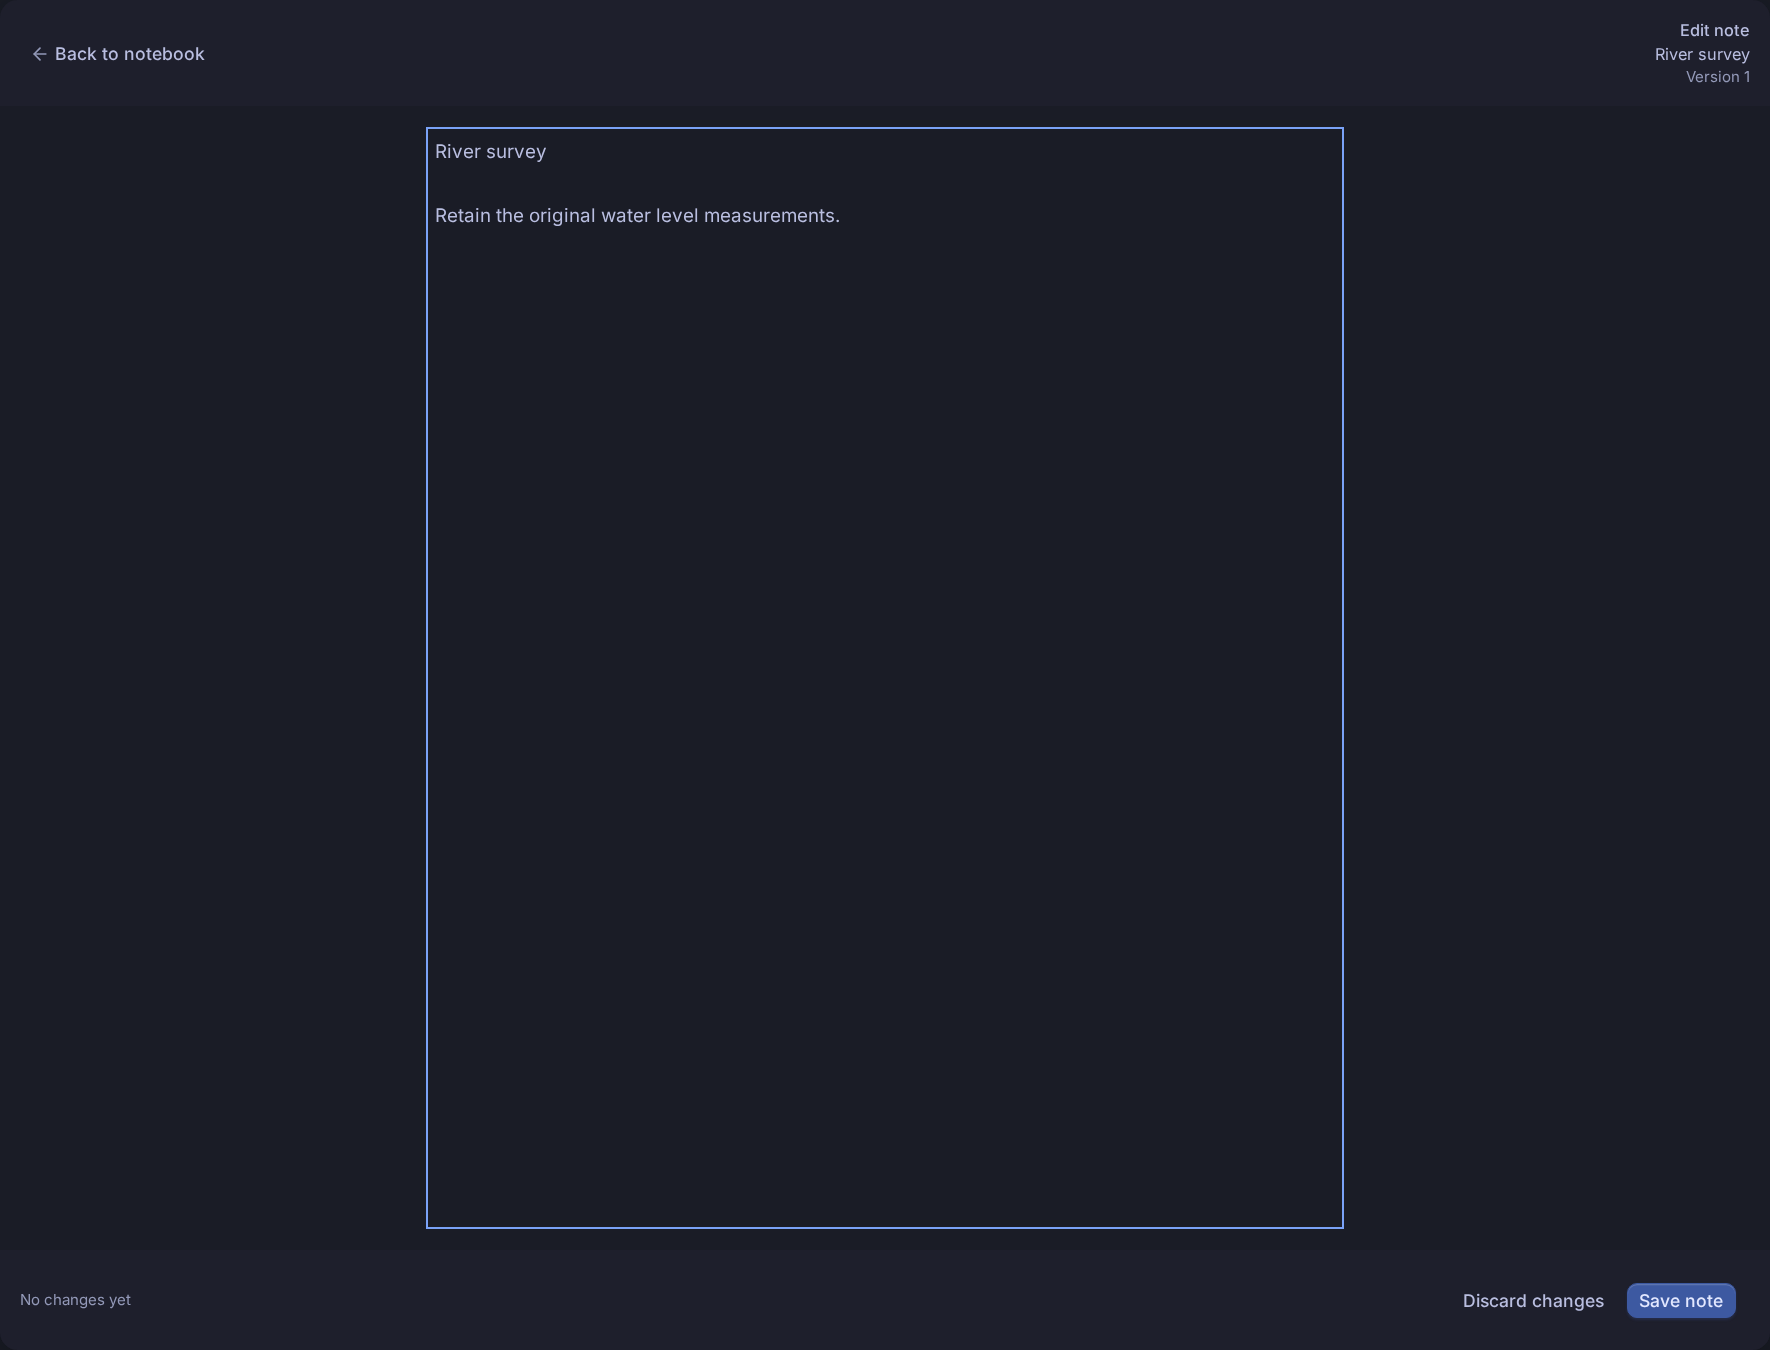 Back to notebook
Edit note
River survey
Version 1
River survey
Retain the original water level measurements.
No changes yet
Discard changes
Save note